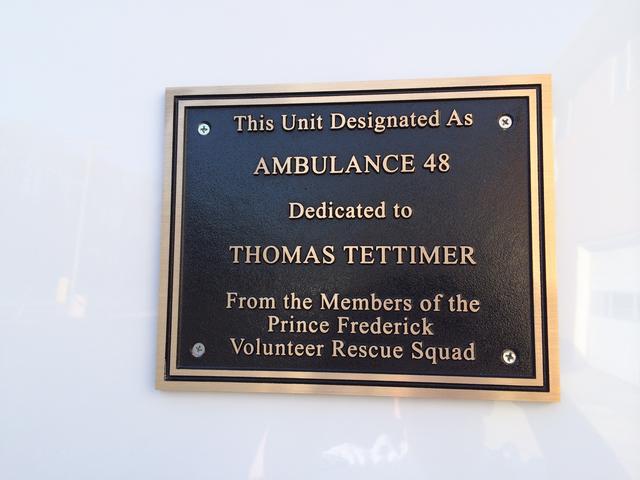 This Unit Designated As
AMBULANCE 48
Dedicated to
THOMAS TETTIMER
From the Members of the
Prince Frederick
Volunteer Rescue Squad